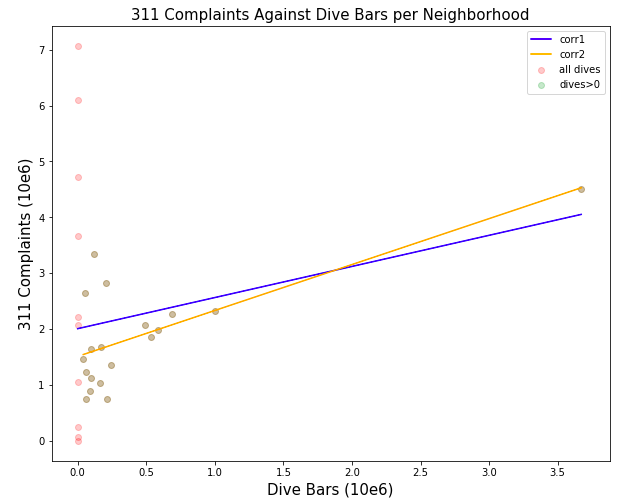 311 Complaints Against Dive Bars per Neighborhood
corr1
corr2
all dives
dives>0
311 Complaints (10e6)
7
6
5
4
3
2
1
0
0.0 0.5 1.0 1.5 2.0 2.5 3.0 3.5
Dive Bars (10e6)